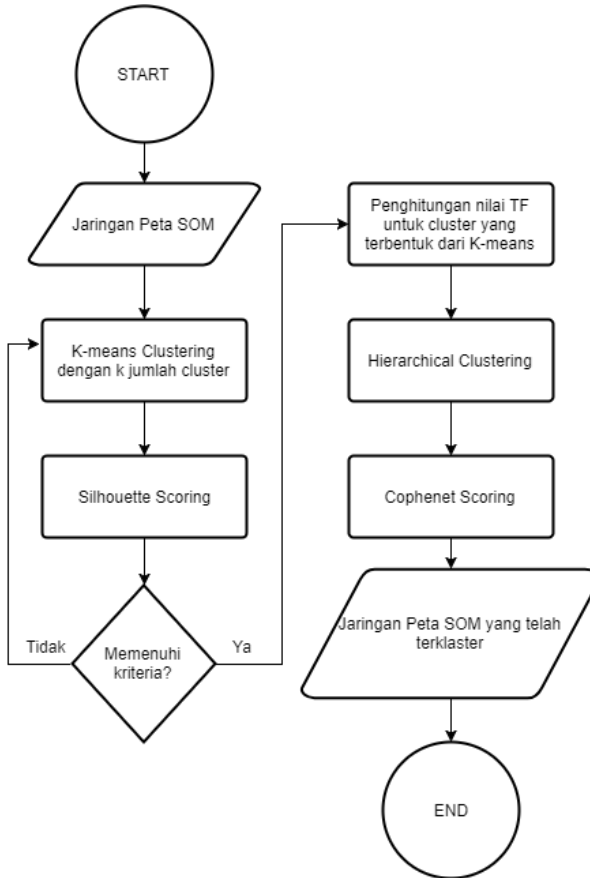 START
Jaringan Peta SOM
K-means Clustering
dengan k jumlah cluster
Silhouette Scoring
Memenuhi
kriteria?
Tidak
Ya
Penghitungan nilai TF
untuk cluster yang
terbentuk dari K-means
Hierarchical Clustering
Cophenet Scoring
Jaringan Peta SOM yang telah
terklaster
END